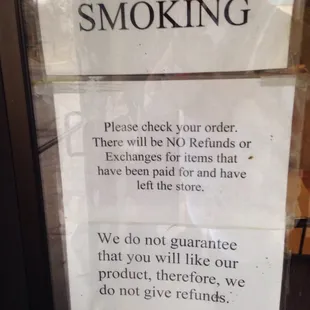 SMOKING
Please check your order.
There will be NO Refunds or
Exchanges for items that
have been paid for and have
left the store.
We do not guarantee
that you will like our
product, therefore, we
do not give refunds.